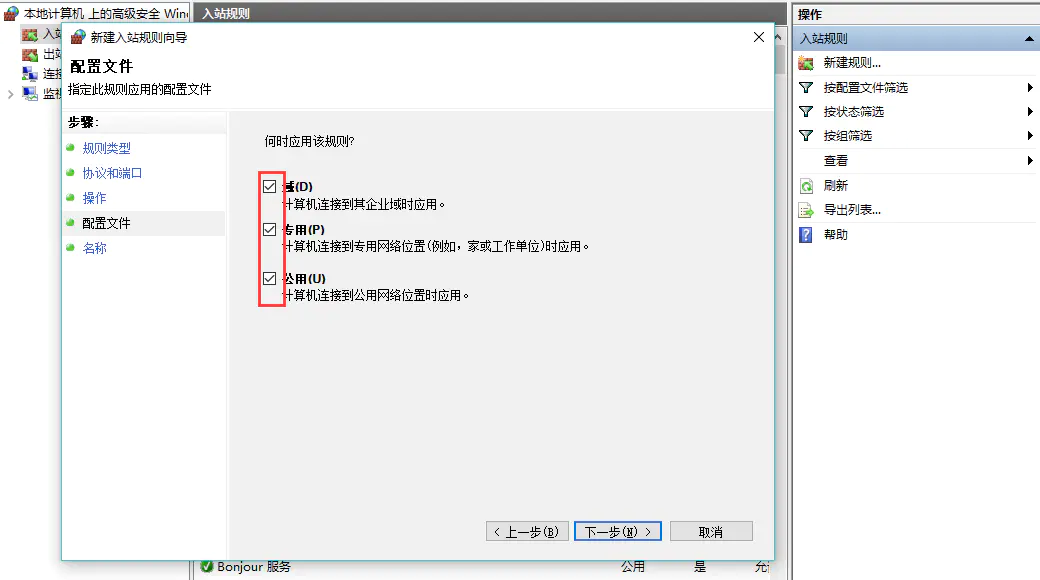 本地计算机 上的高级安全 Win
入站规则
操作
入
出站
连接
监视
新建入站规则向导
配置文件
指定此规则应用的配置文件
步骤:
规则类型
协议和端口
操作
配置文件
名称
何时应用该规则?
域(D)
计算机连接到其企业域时应用。
专用(P)
计算机连接到专用网络位置(例如，家或工作单位)时应用。
公用(U)
计算机连接到公用网络位置时应用。
< 上一步(B)
下一步(N) >
取消
Bonjour 服务
公用
是
入站规则
新建规则...
按配置文件筛选
按状态筛选
按组筛选
查看
刷新
导出列表...
帮助